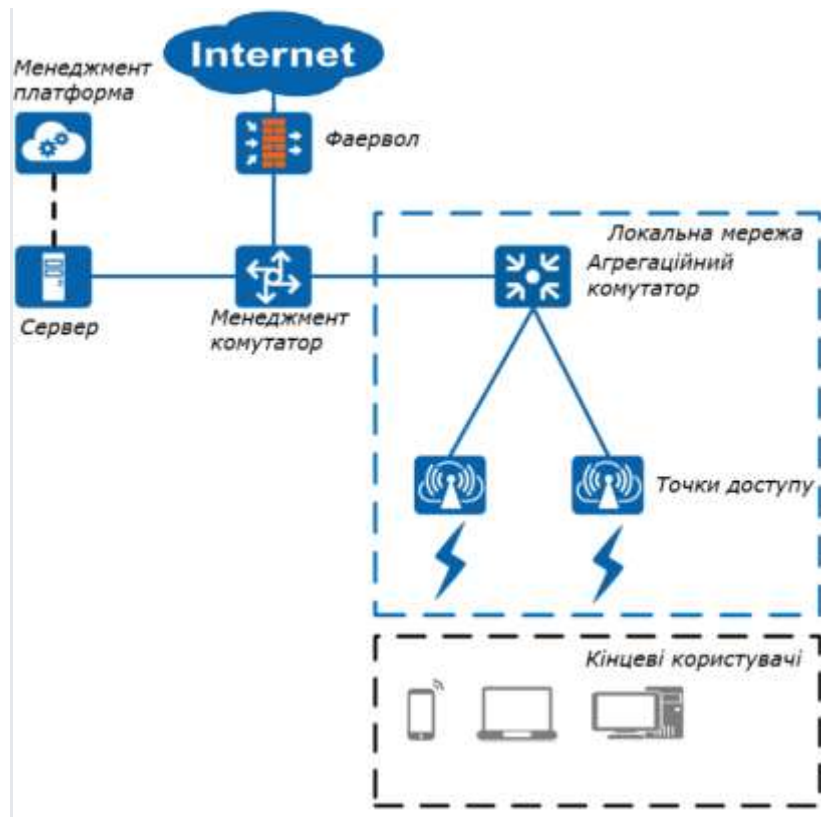 Internet
Менеджмент
платформа
Фаервол
Локальна мережа
Агрегаційний
комутатор
Сервер
Менеджмент
комутатор
Точки доступу
Кінцеві користувачі